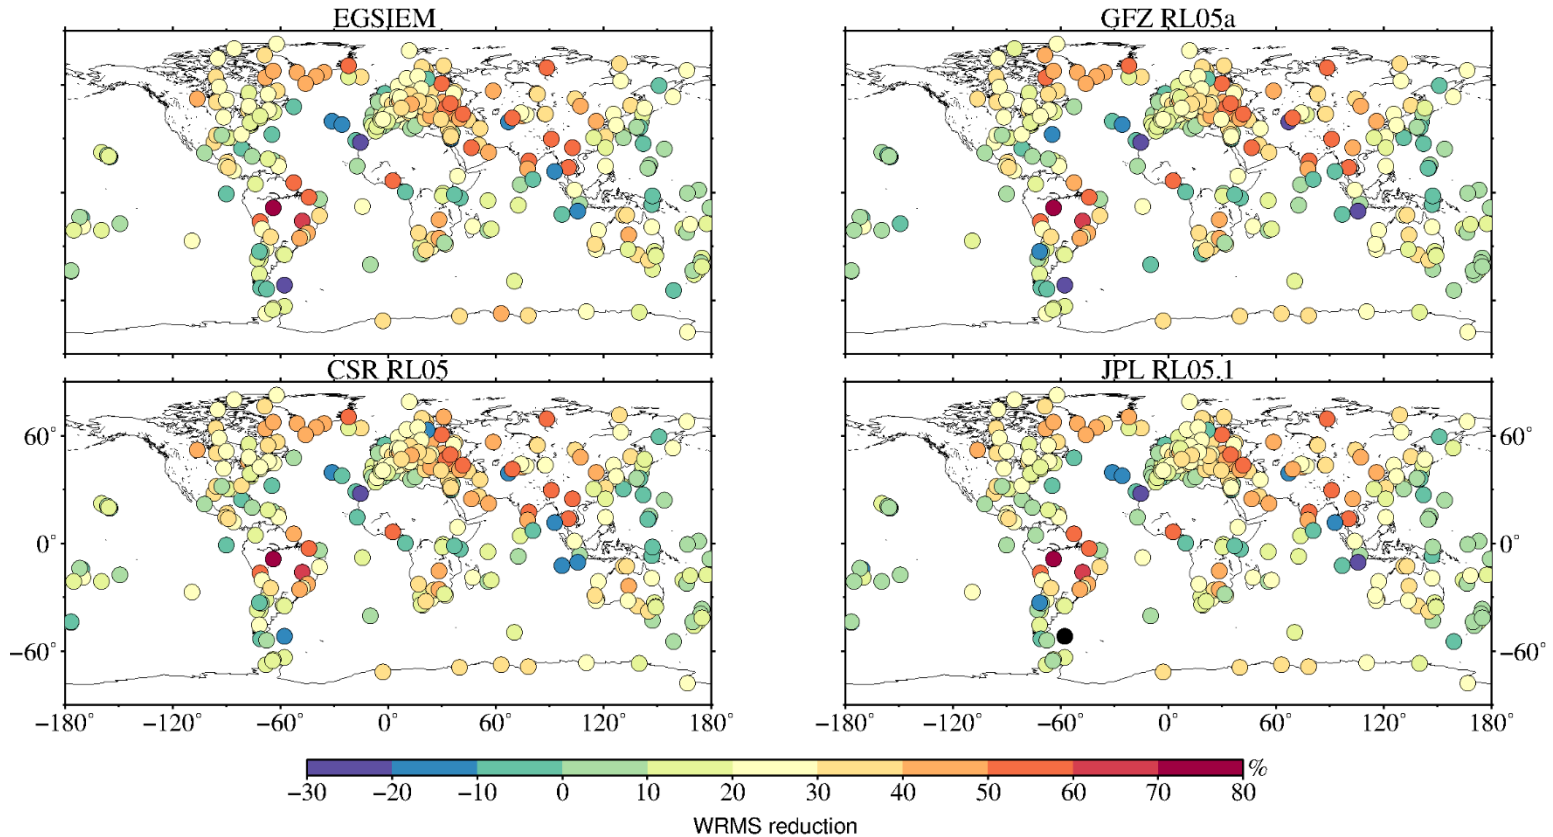 EGSIEM GFZ RL05a
CSR RL05 JPL RL05.1
60° 60°
0° 0°
−60° −60°
−180° −120° −60° 0° 60° 120° 180° −180° −120° −60° 0° 60° 120° 180°
%
−30 −20 −10 0 10 20 30 40 50 60 70 80
WRMS reduction